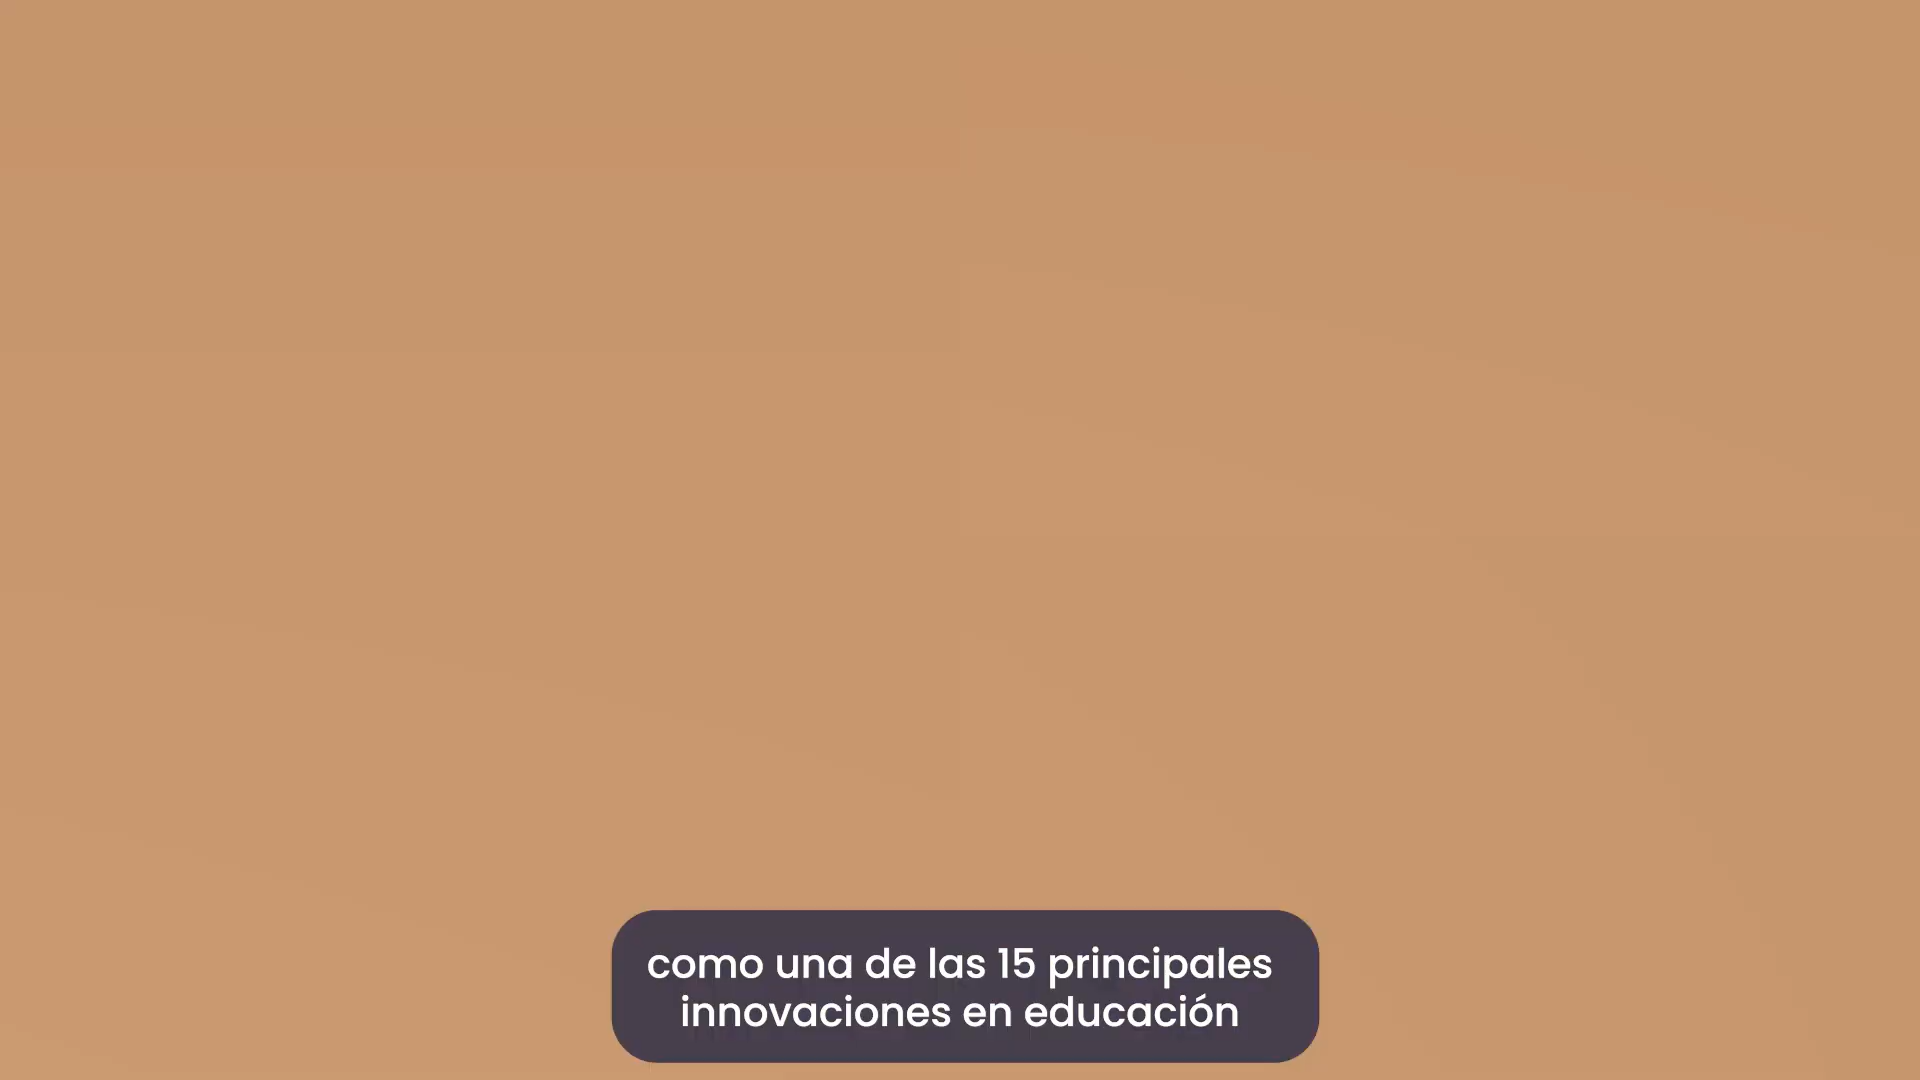 como una de las 15 principales
innovaciones en educación